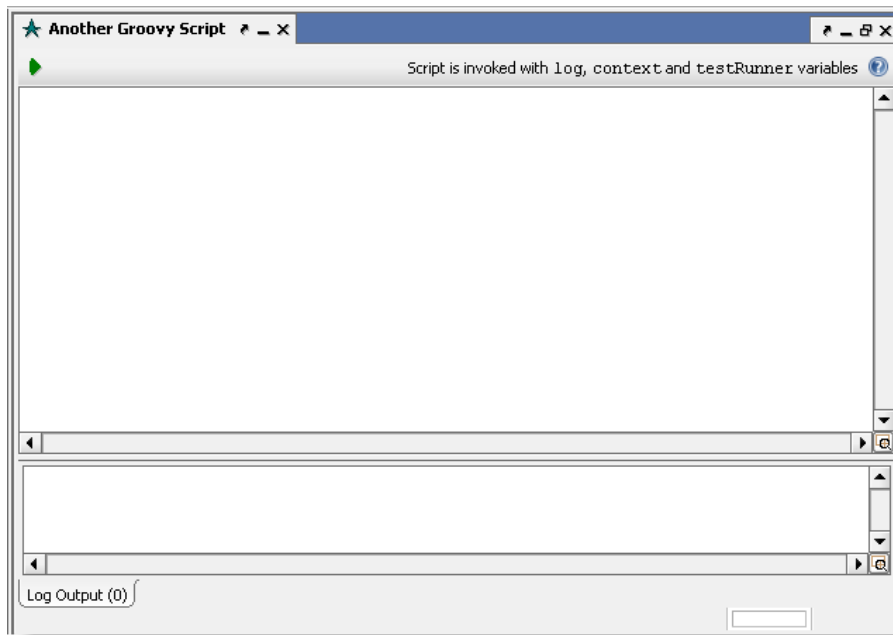 Another Groovy Script
Script is invoked with log, context and testRunner variables
Log Output (0)